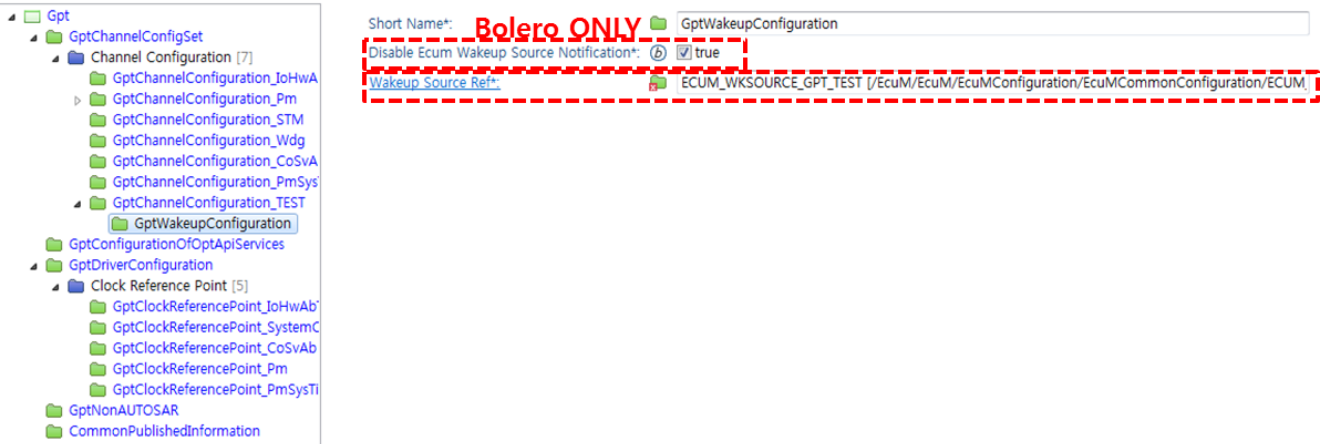 Gpt
GptChannelConfigSet
Channel Configuration [7]
GptChannelConfiguration_IoHwA
GptChannelConfiguration_Pm
GptChannelConfiguration_STM
GptChannelConfiguration_Wdg
GptChannelConfiguration_CoSvA
GptChannelConfiguration_PmSys
GptChannelConfiguration_TEST
GptWakeupConfiguration
GptConfigurationOfOptApiServices
GptDriverConfiguration
Clock Reference Point [5]
GptClockReferencePoint_IoHwAb
GptClockReferencePoint_SystemC
GptClockReferencePoint_CoSvAb
GptClockReferencePoint_Pm
GptClockReferencePoint_PmSysTi
GptNonAUTOSAR
CommonPublishedInformation
Bolero ONLY
Short Name*: GptWakeupConfiguration
Disable Ecum Wakeup Source Notification*: b true
Wakeup Source Ref*: ECUM_WKSOURCE_GPT_TEST [/EcuM/EcuM/EcuMConfiguration/EcuMCommonConfiguration/ECUM_